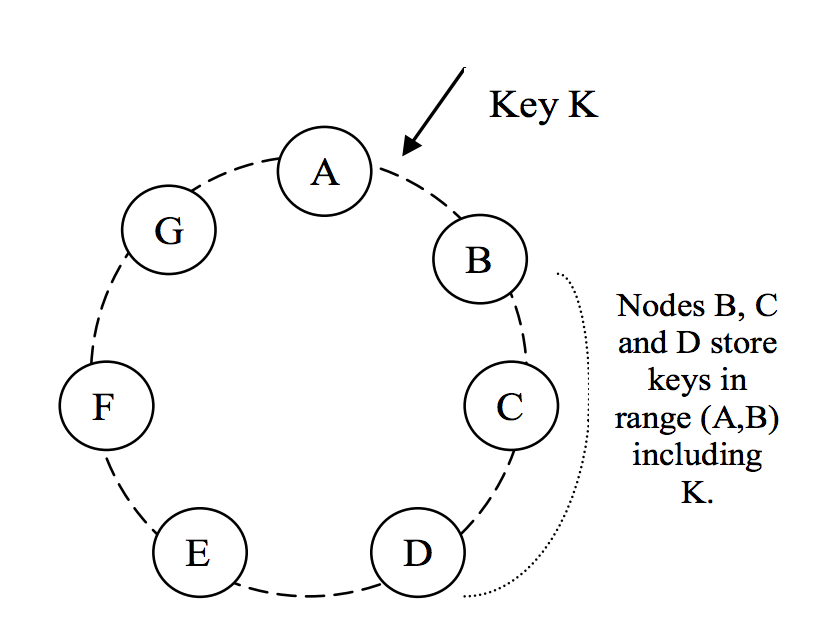 Key K
A
G
B
Nodes B, C
and D store
keys in
range (A,B)
including
K.
F
C
E
D